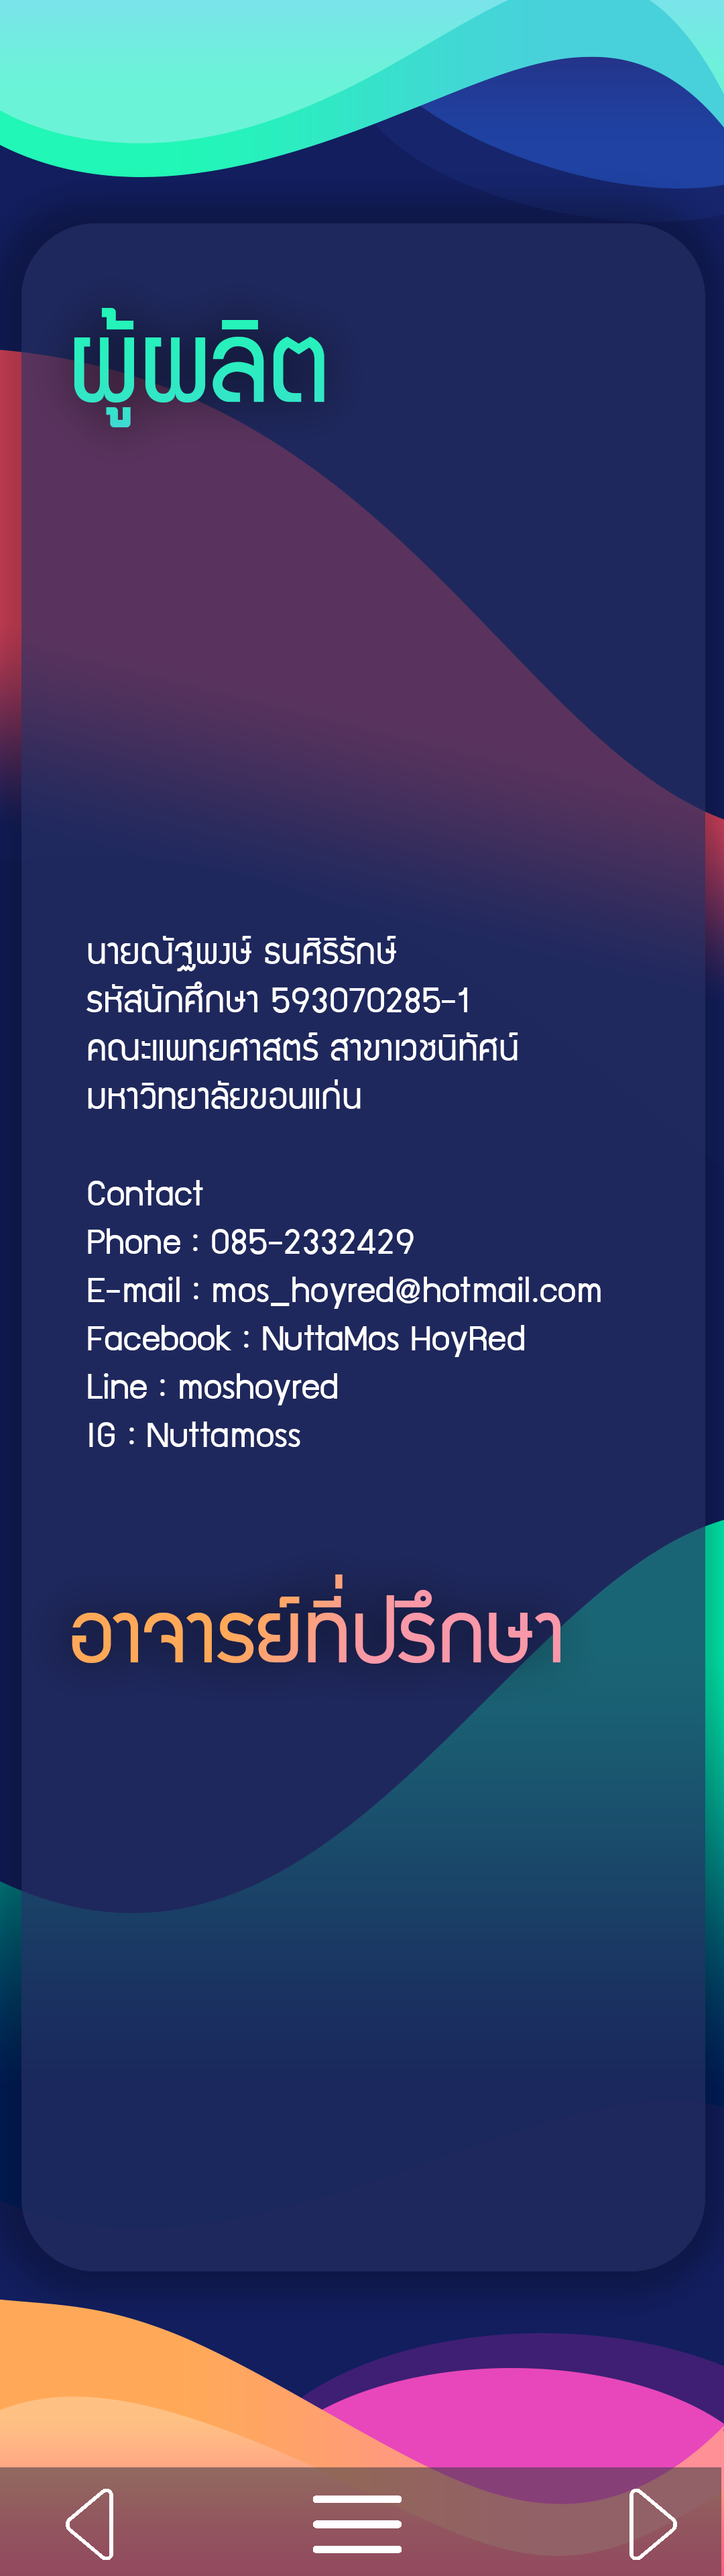 ผู้ผลิต
นายณัฐพงษ์ ธนศิริรักษ์
รหัสนักศึกษา 593070285-1
คณะแพทยศาสตร์ สาขาเวชนิทัศน์
มหาวิทยาลัยขอนแก่น
Contact
Phone : 085-2332429
E-mail : mos_hoyred@hotmail.com
Facebook : NuttaMos HoyRed
Line : moshoyred
IG : Nuttamoss
อาจารย์ที่ปรึกษา